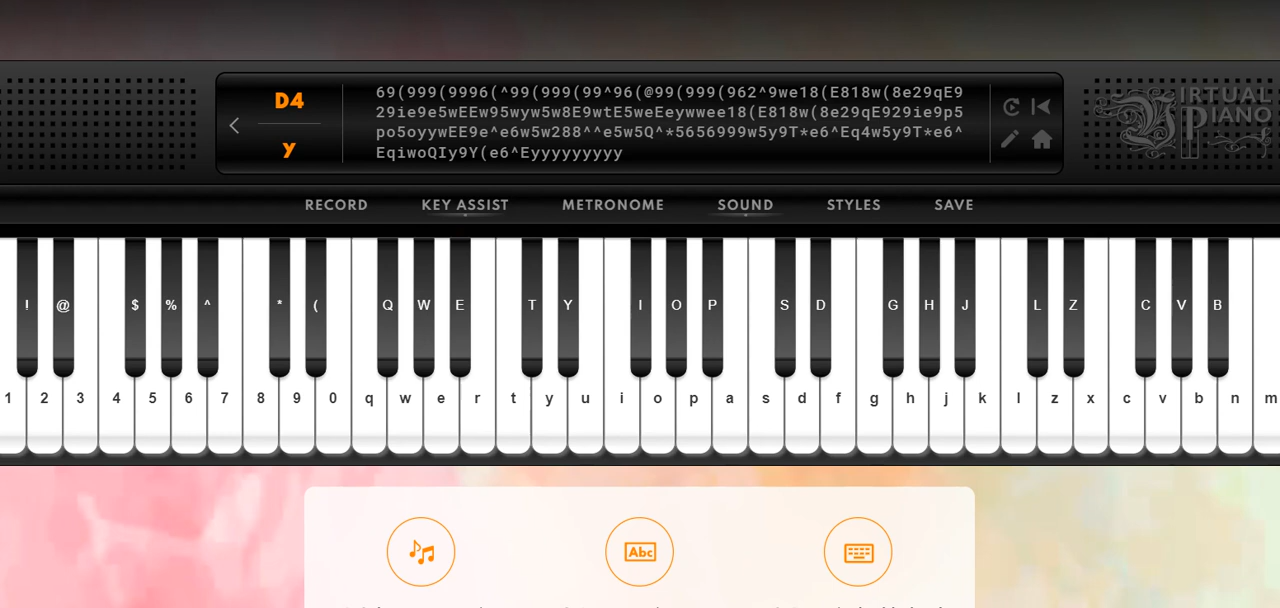 D4
y
69(999(9996(^99(999(99^96(@99(999(962^9we18(E818w(8e29qE9
29ie9e5wEEw95wyw5w8E9wtE5weEeywwee18(E818w(8e29qE929ie9p5
po5oyywEE9e^e6w5w288^^e5w5Q^*5656999w5y9T*e6^Eq4w5y9T*e6^
EqiwoQIy9Y(e6^Eyyyyyyyyy
VIRTUAL
PIANO
RECORD KEY ASSIST METRONOME SOUND STYLES SAVE
! @ $ % ^ * ( Q W E T Y I O P S D G H J L Z C V B
1 2 3 4 5 6 7 8 9 0 q w e r t y u i o p a s d f g h j k l z x c v b n m
Abc